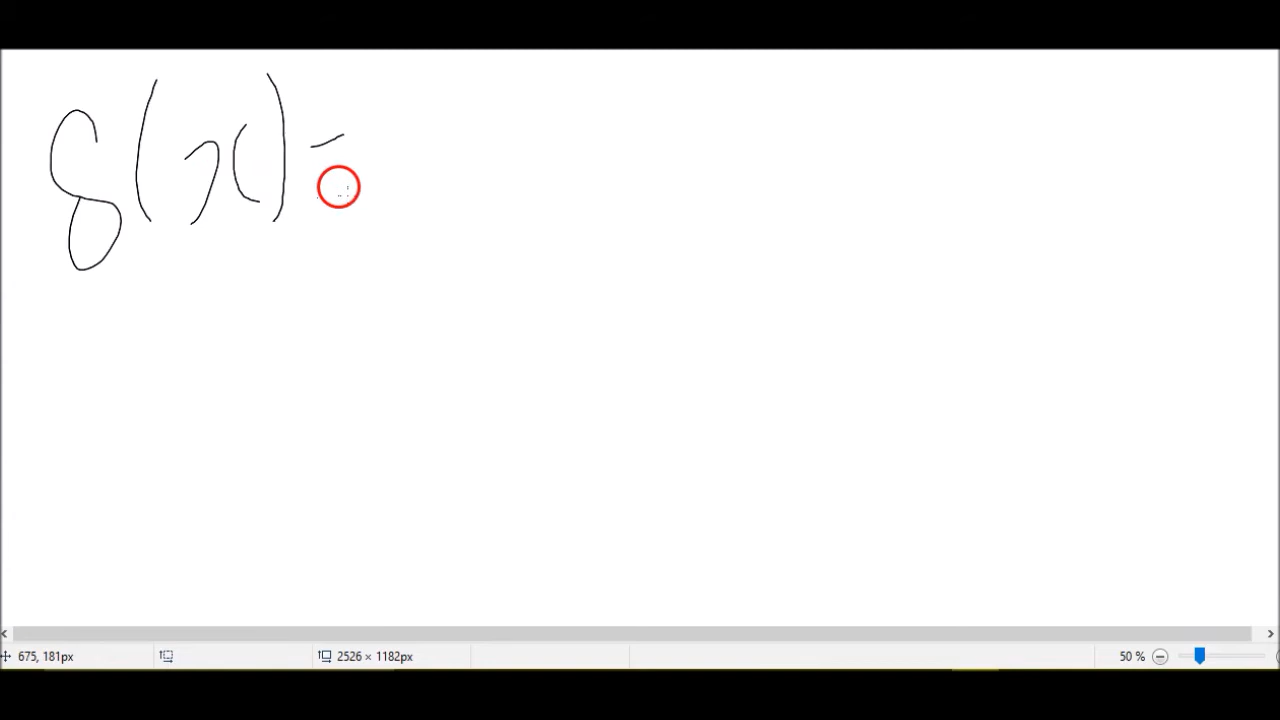 g(x) =
675, 181px 2526 × 1182px 50 %